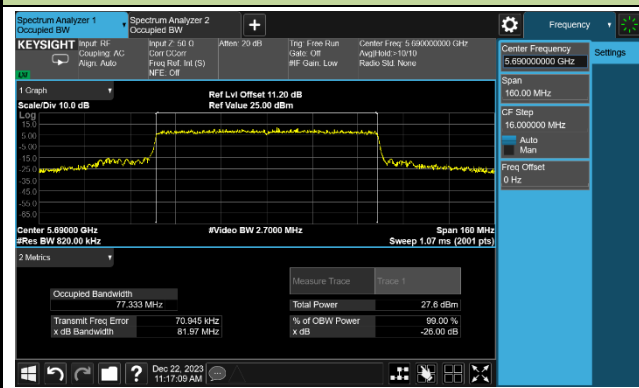 Spectrum Analyzer 1
Occupied BW
Spectrum Analyzer 2
Occupied BW
+
Frequency
KEYSIGHT
Input: RF
Coupling: AC
Align: Auto
Input Z: 50 Ω
Corr CCorr
Freq Ref: Int (S)
NFE: Off
Atten: 20 dB
Trig: Free Run
Gate: Off
#IF Gain: Low
Center Freq: 5.690000000 GHz
Avg|Hold:>10/10
Radio Std: None
Center Frequency
5.690000000 GHz
Settings
Span
160.00 MHz
CF Step
16.000000 MHz
Auto
Man
Freq Offset
0 Hz
1 Graph
Scale/Div 10.0 dB
Ref Lvl Offset 11.20 dB
Ref Value 25.00 dBm
Log
15.0
5.00
-5.00
-15.0
-25.0
-35.0
-45.0
-55.0
-65.0
Center 5.69000 GHz
#Res BW 820.00 kHz
#Video BW 2.7000 MHz
Span 160 MHz
Sweep 1.07 ms (2001 pts)
2 Metrics
Measure Trace
Trace 1
Occupied Bandwidth
77.333 MHz
Total Power
27.6 dBm
Transmit Freq Error
70.945 kHz
% of OBW Power
99.00 %
x dB Bandwidth
81.97 MHz
x dB
-26.00 dB
?
Dec 22, 2023
11:17:09 AM